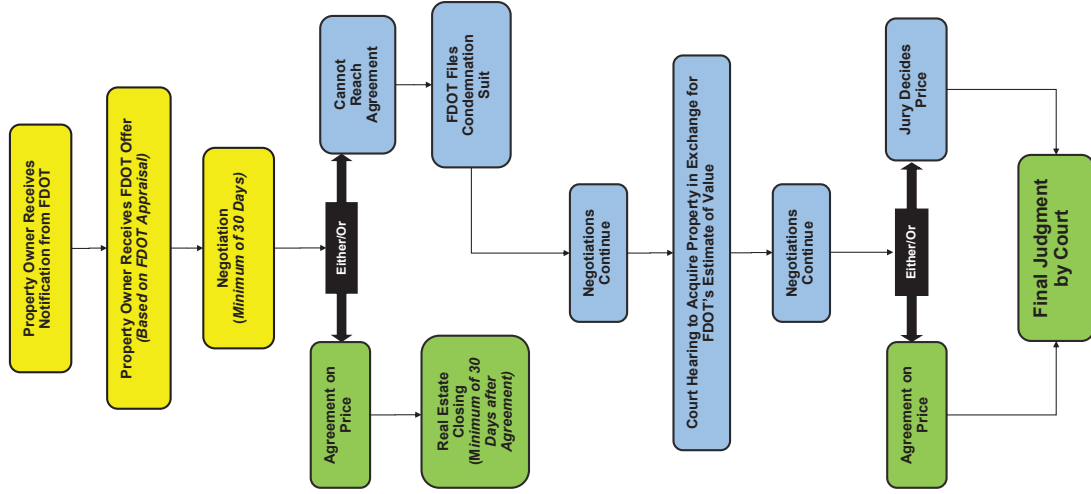 Property Owner Receives
Notification from FDOT
Property Owner Receives FDOT Offer
(Based on FDOT Appraisal)
Negotiation
(Minimum of 30 Days)
Either/Or
Agreement on
Price
Real Estate
Closing
(Minimum of 30
Days after
Agreement)
Cannot
Reach
Agreement
FDOT Files
Condemnation
Suit
Negotiations
Continue
Court Hearing to Acquire Property in Exchange for
FDOT's Estimate of Value
Negotiations
Continue
Either/Or
Agreement on
Price
Jury Decides
Price
Final Judgment
by Court